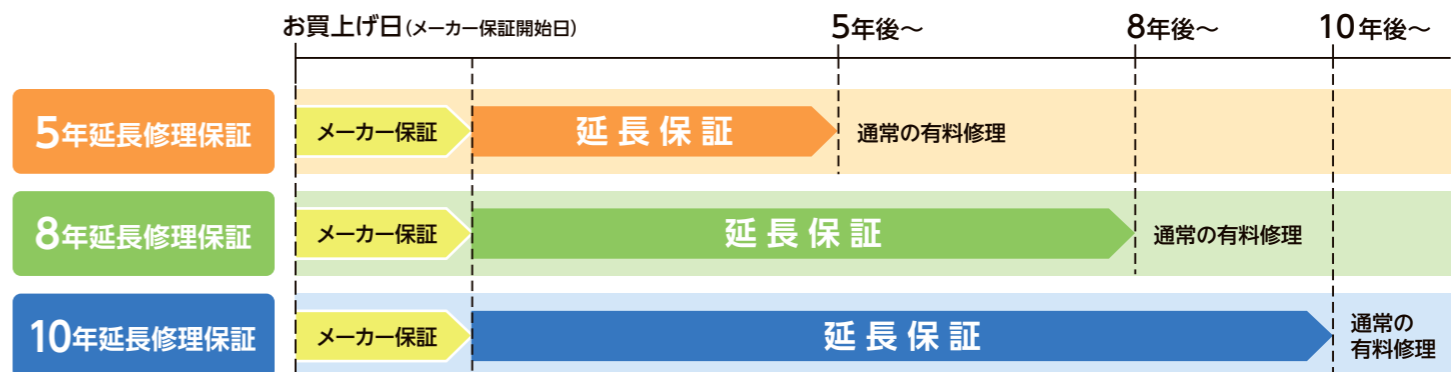 お買上げ日(メーカー保証開始日) 5年後〜 8年後〜 10年後〜
5年延長修理保証 メーカー保証 延長保証 通常の有料修理
8年延長修理保証 メーカー保証 延長保証 通常の有料修理
10年延長修理保証 メーカー保証 延長保証 通常の
有料修理